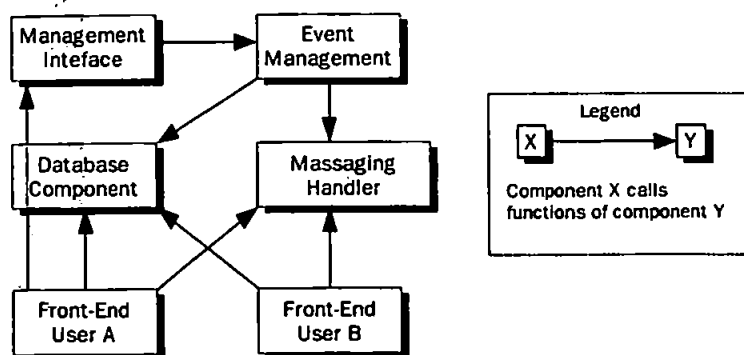 Management
Inteface
Event
Management
Database
Component
Massaging
Handler
Front-End
User A
Front-End
User B
Legend
X
Y
Component X calls
functions of component Y